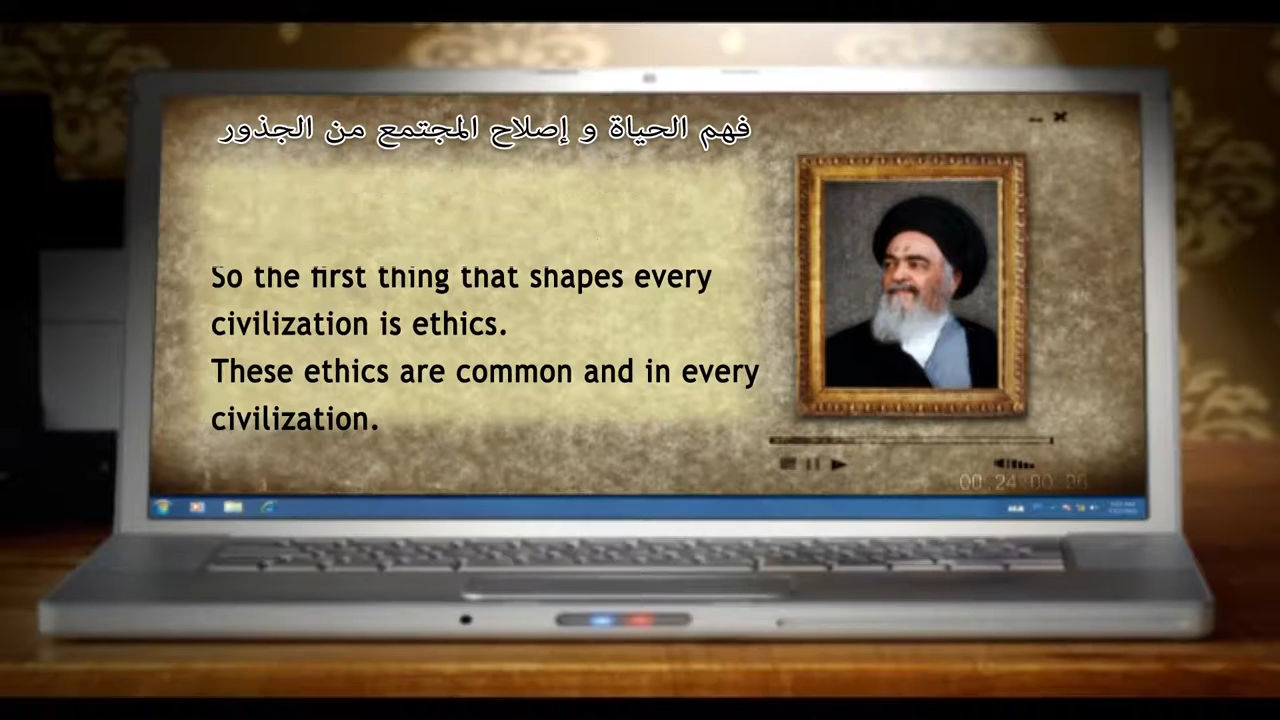 فهم الحياة و إصلاح المجتمع من الجذور
So the first thing that shapes every
civilization is ethics.
These ethics are common and in every
civilization.